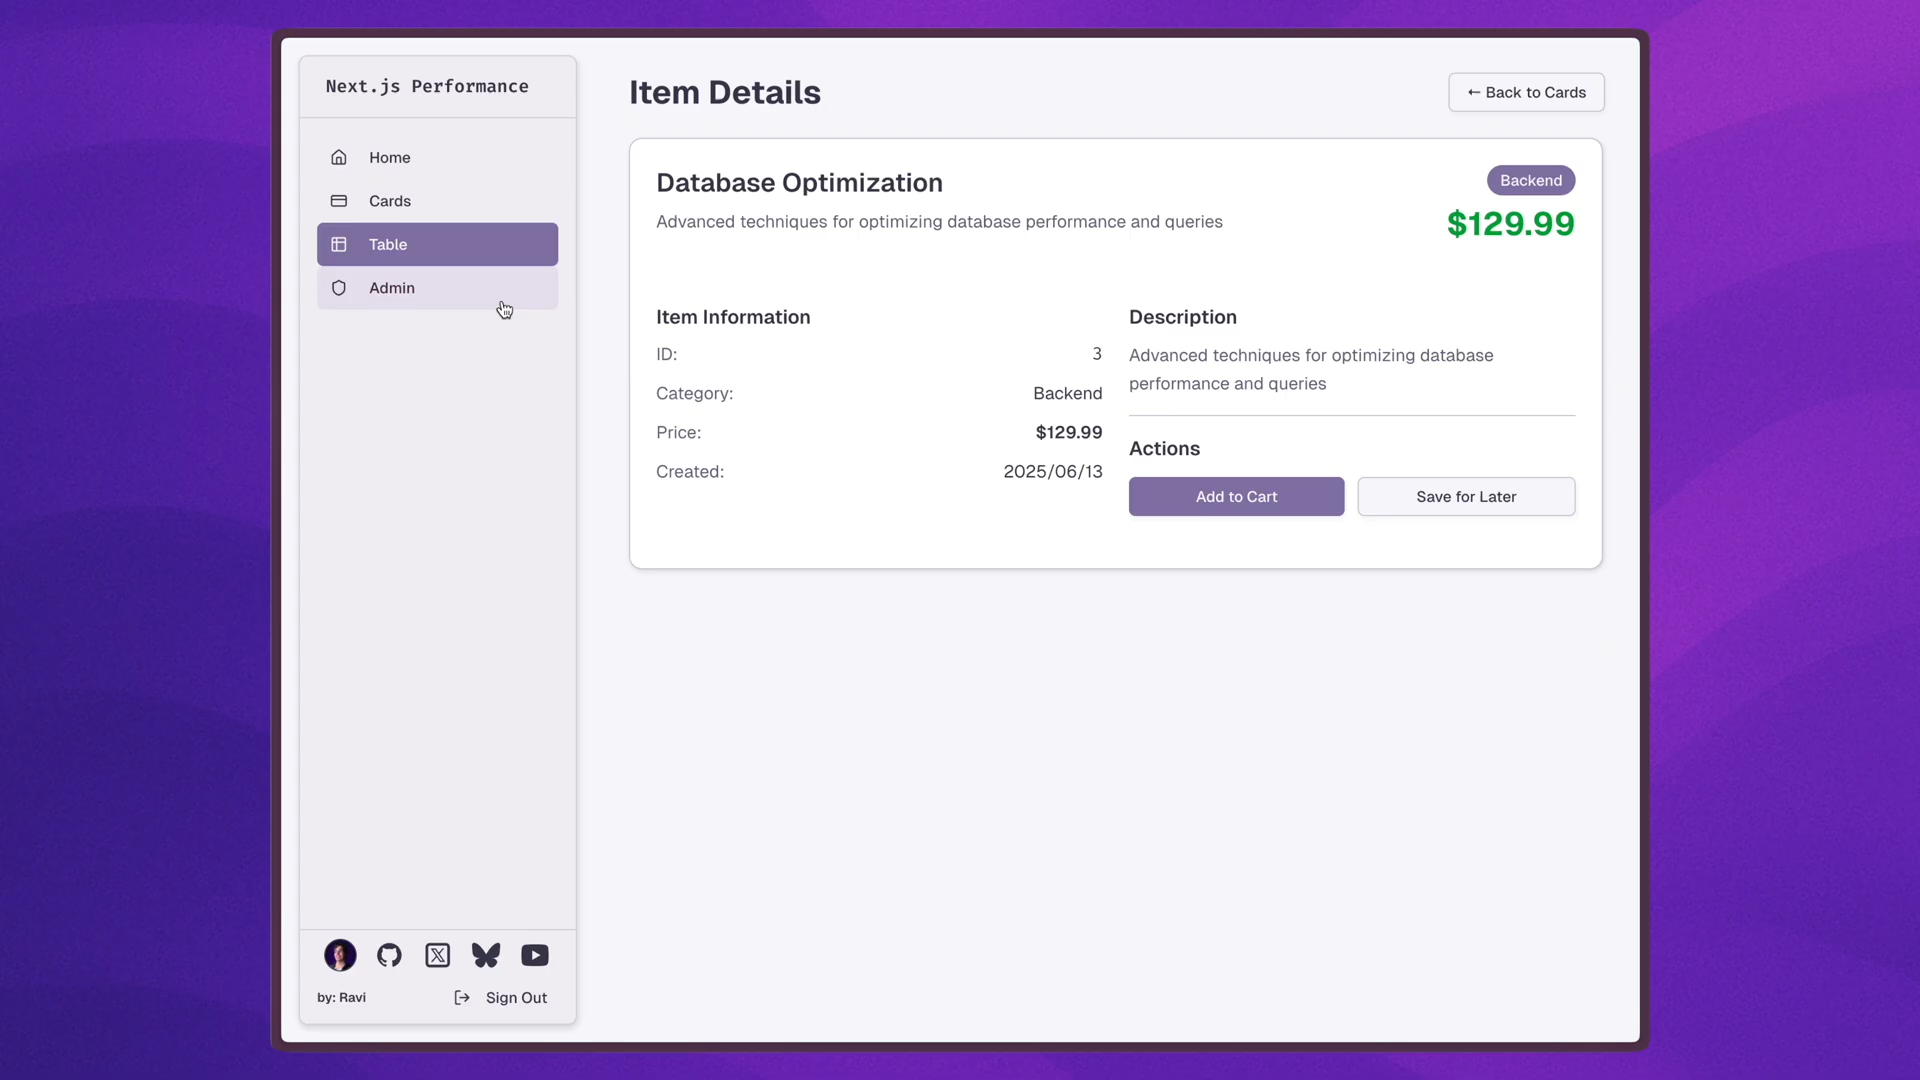 Next.js Performance
Home
Cards
Table
Admin
by: Ravi
Sign Out
Item Details
← Back to Cards
Database Optimization
Backend
Advanced techniques for optimizing database performance and queries
$129.99
Item Information
ID: 3
Category: Backend
Price: $129.99
Created: 2025/06/13
Description
Advanced techniques for optimizing database
performance and queries
Actions
Add to Cart
Save for Later